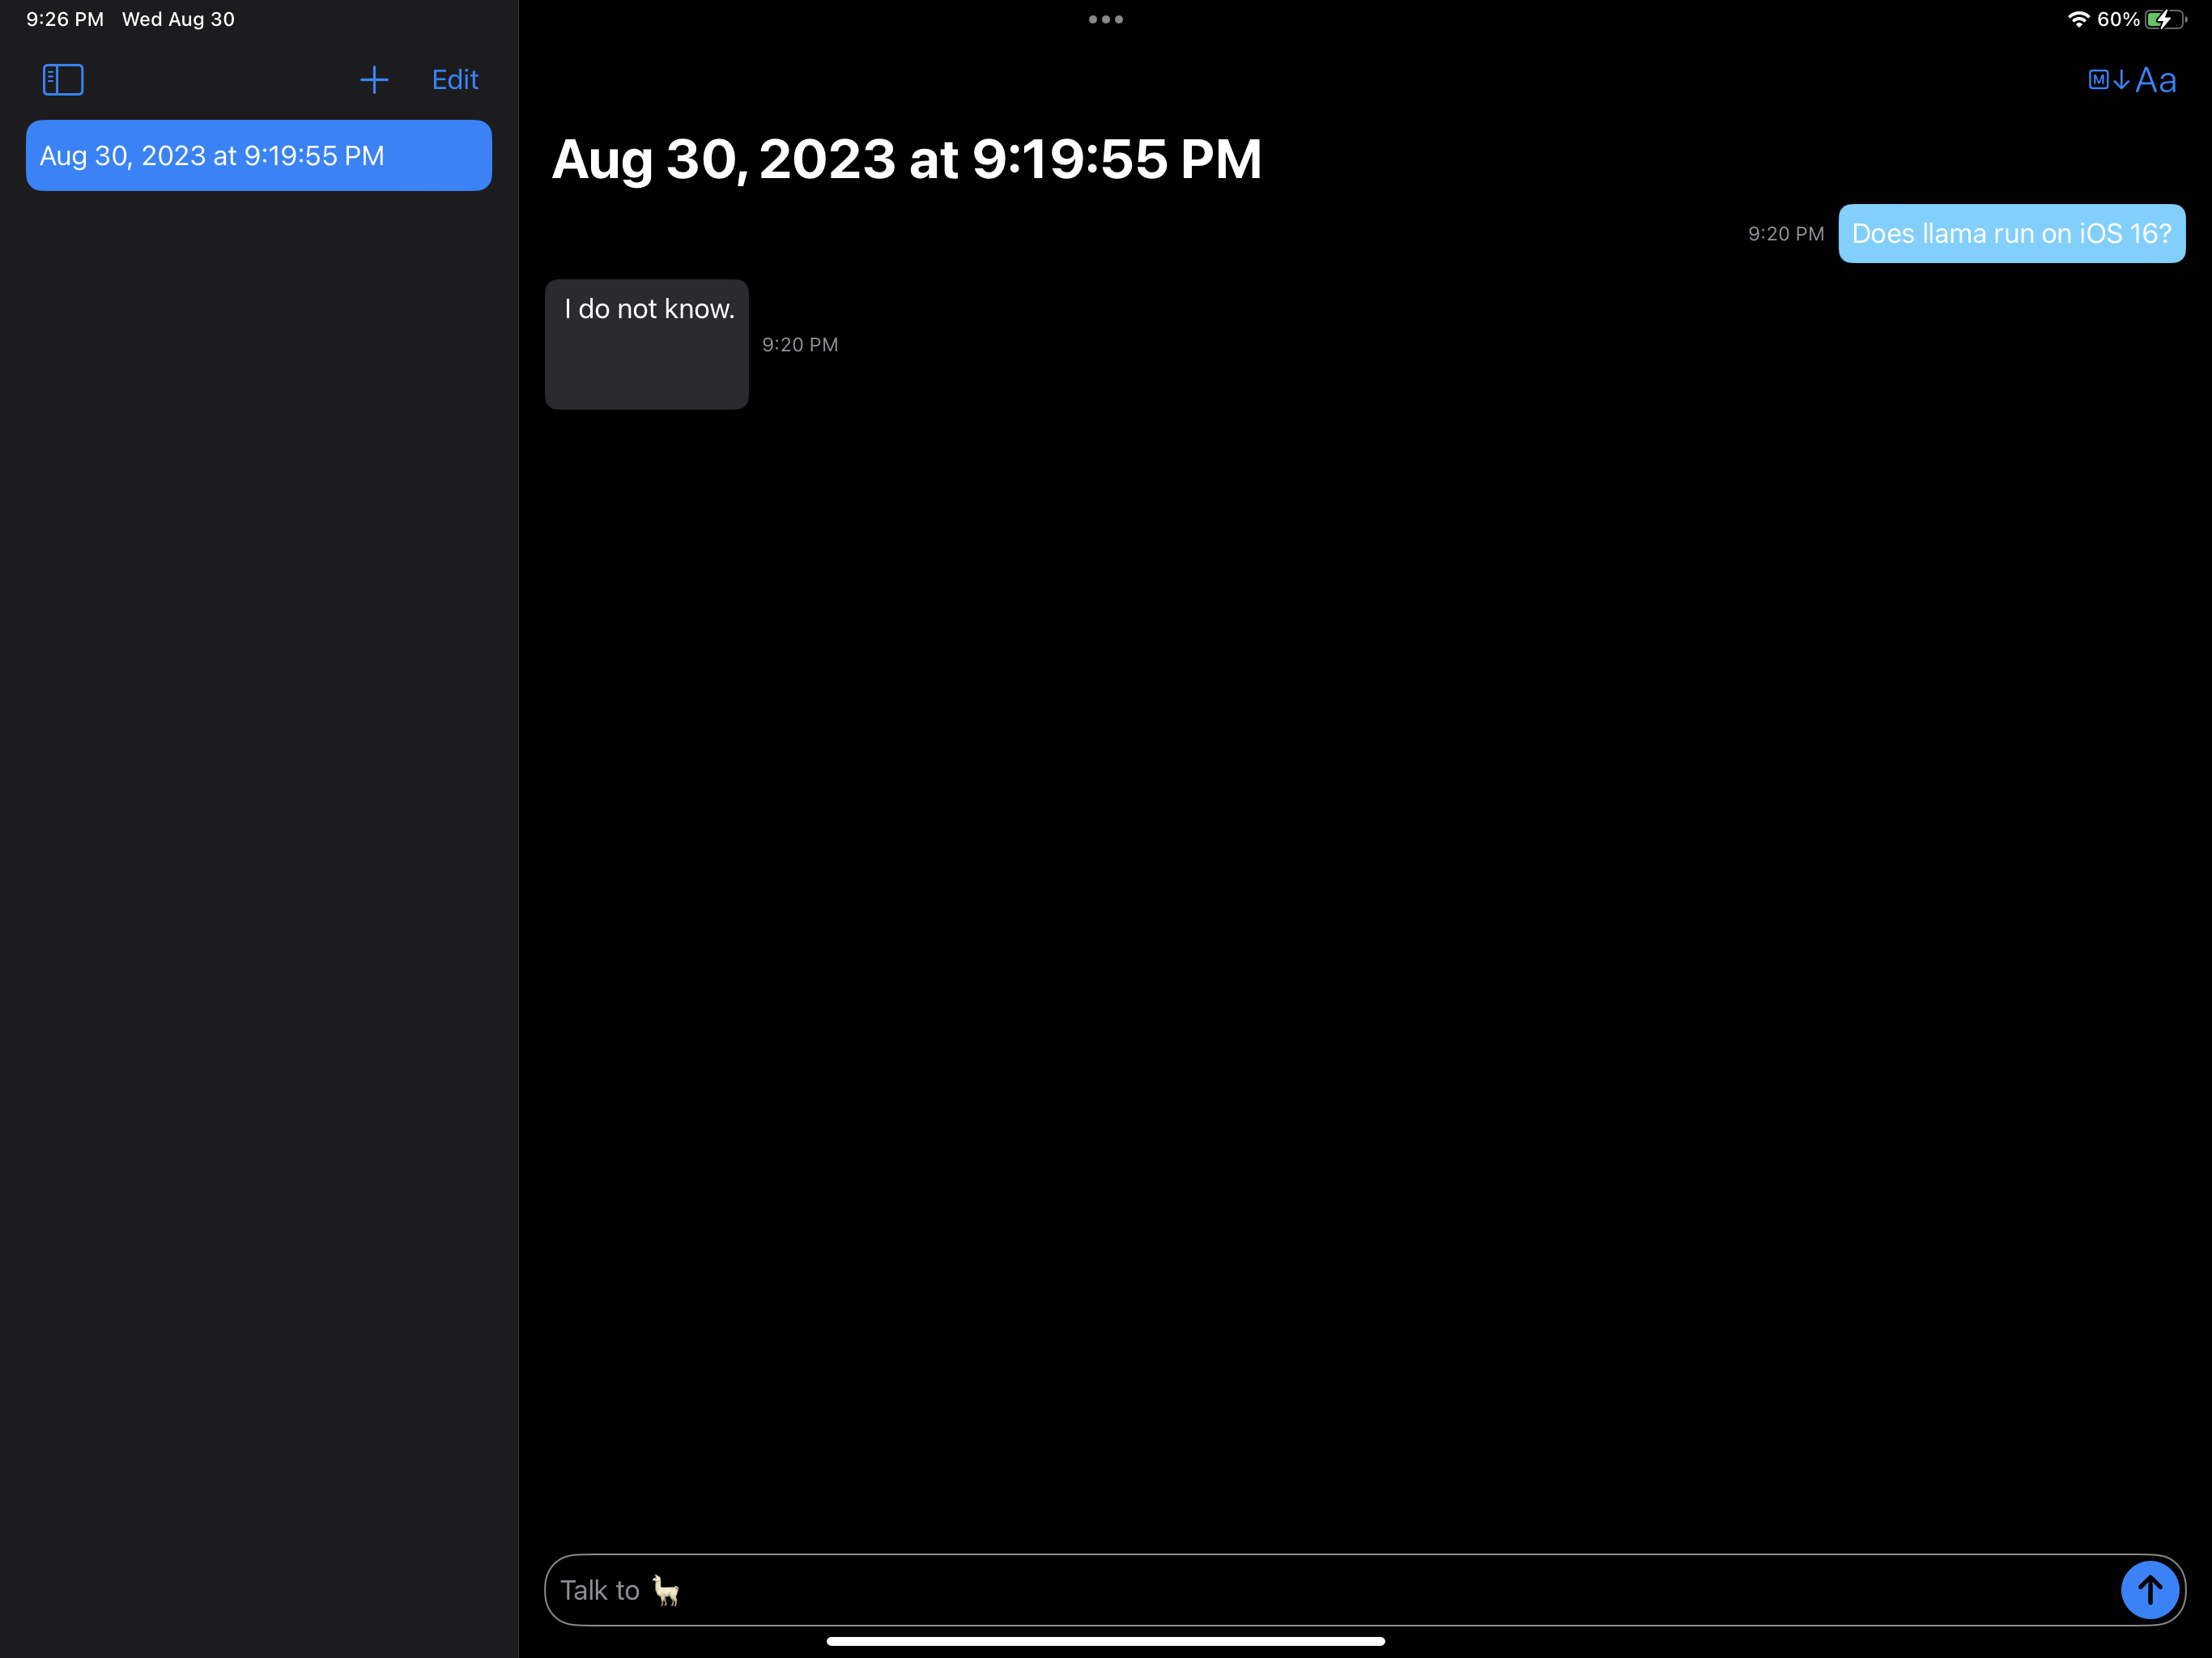 9:26 PM Wed Aug 30
60%
Edit
M Aa
Aug 30, 2023 at 9:19:55 PM
Aug 30, 2023 at 9:19:55 PM
9:20 PM Does llama run on iOS 16?
I do not know.
9:20 PM
Talk to 🦙